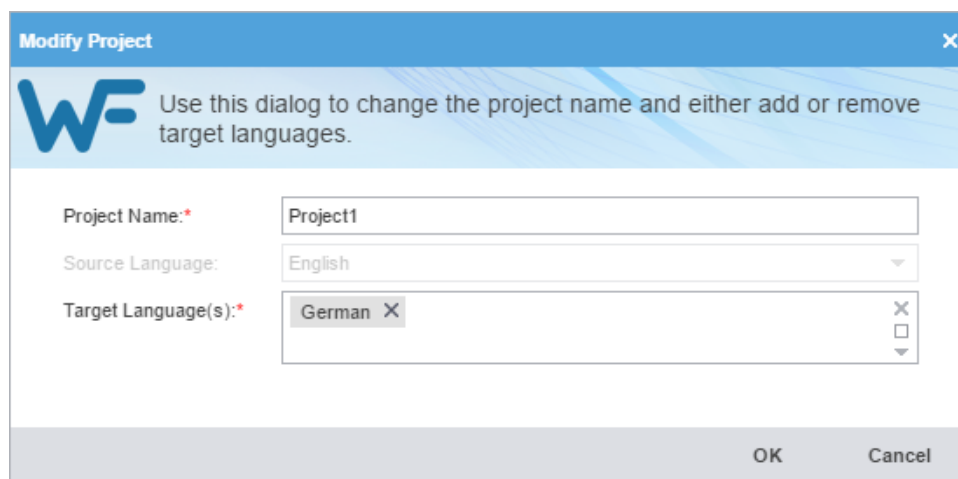 Modify Project
WF
Use this dialog to change the project name and either add or remove
target languages.
Project Name:*
Project1
Source Language:
English
Target Language(s):*
German
OK Cancel